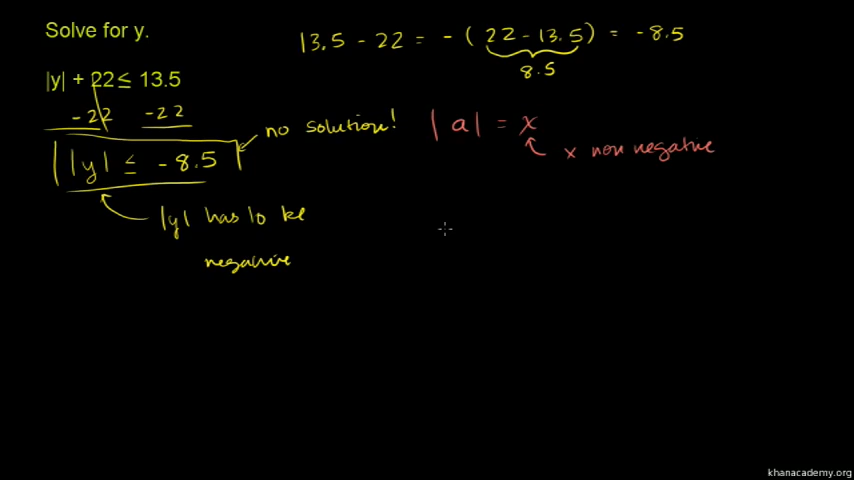 Solve for y.
13.5 - 22 = - ( 22 - 13.5 ) = - 8.5
8.5
|y| + 22 ≤ 13.5
- 22 - 22
no solution!
|a| = x
x non negative
|y| ≤ - 8.5
|y| has to be
negative
khanacademy.org